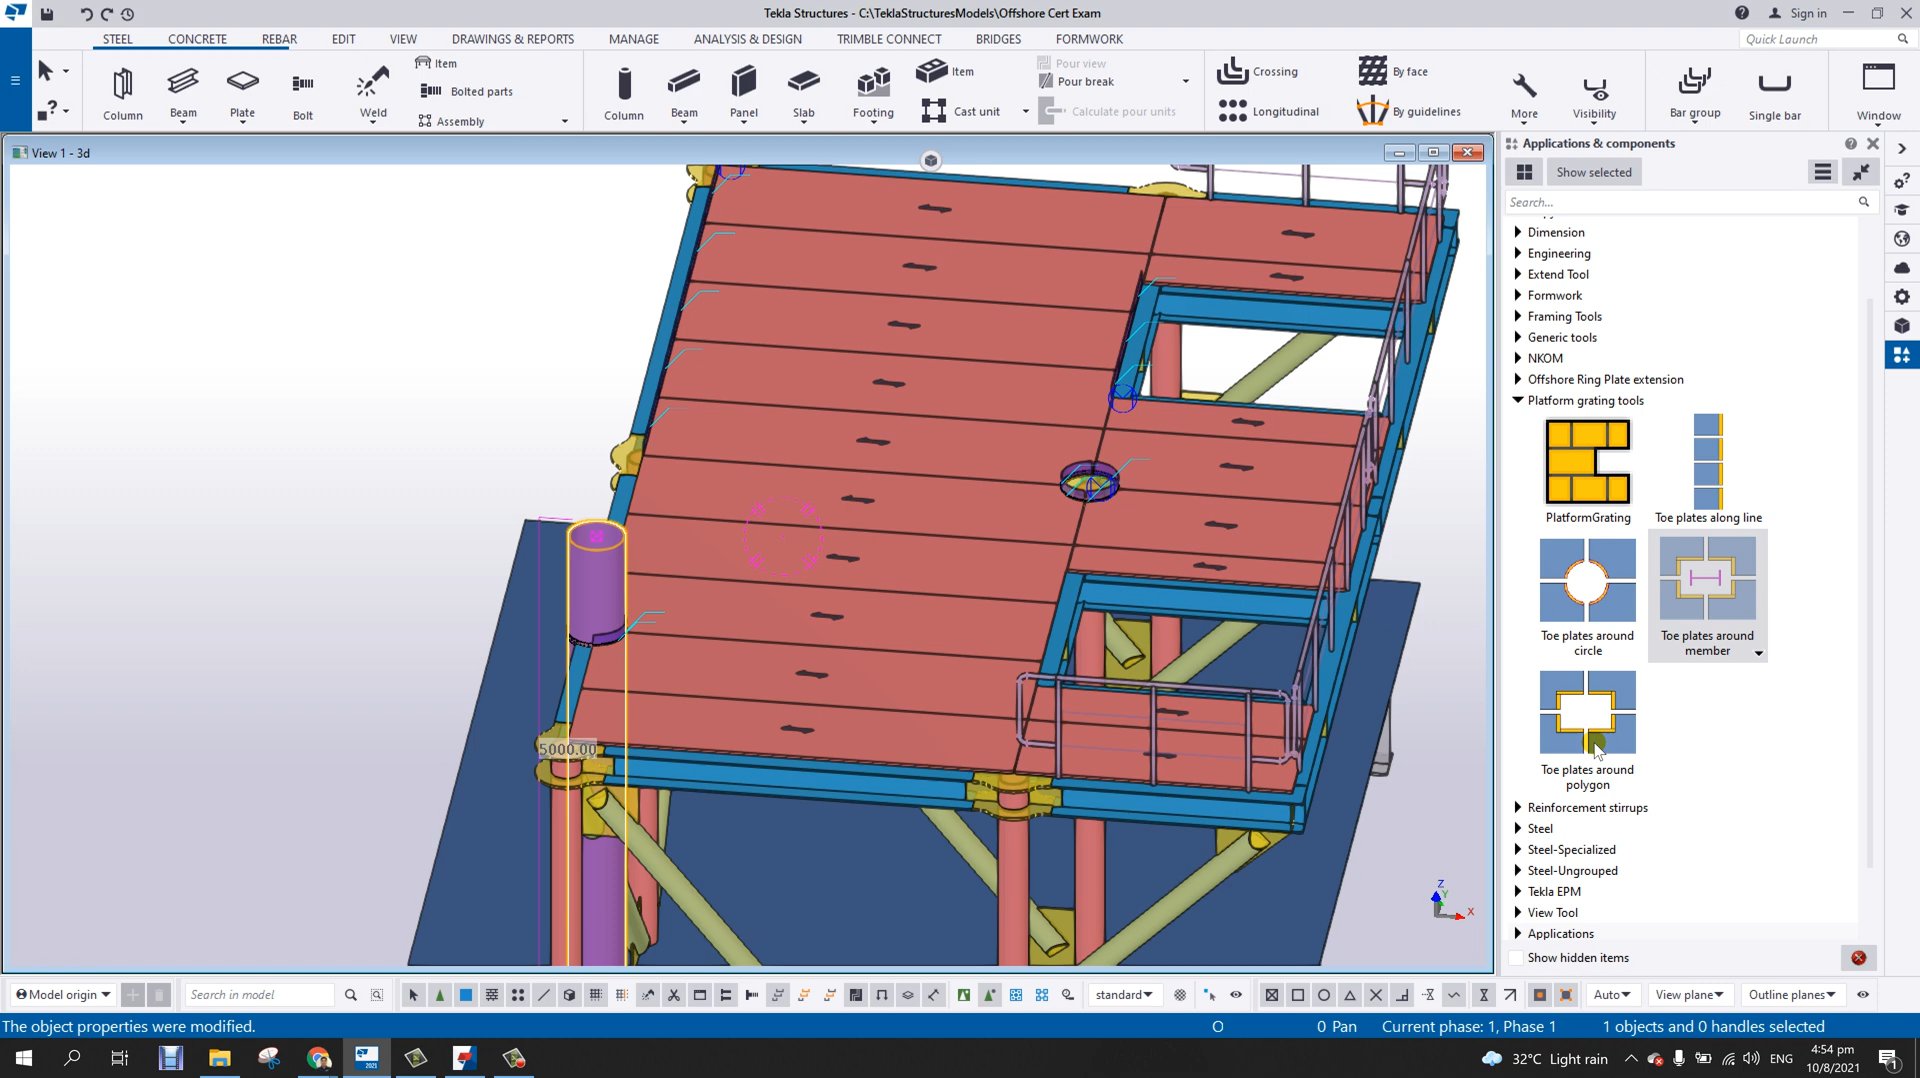 Tekla Structures - C:\TeklaStructuresModels\Offshore Cert Exam
Sign in
STEEL
CONCRETE
REBAR
EDIT
VIEW
DRAWINGS & REPORTS
MANAGE
ANALYSIS & DESIGN
TRIMBLE CONNECT
BRIDGES
FORMWORK
Quick Launch
Column
Beam
Plate
Bolt
Weld
Item
Bolted parts
Assembly
Column
Beam
Panel
Slab
Footing
Item
Cast unit
Pour view
Pour break
Calculate pour units
Crossing
Longitudinal
By face
By guidelines
More
Visibility
Bar group
Single bar
Window
View 1 - 3d
5000.00
Z
Y
X
Applications & components
Show selected
Search...
Dimension
Engineering
Extend Tool
Formwork
Framing Tools
Generic tools
NKOM
Offshore Ring Plate extension
Platform grating tools
PlatformGrating
Toe plates along line
Toe plates around
circle
Toe plates around
member
Toe plates around
polygon
Reinforcement stirrups
Steel
Steel-Specialized
Steel-Ungrouped
Tekla EPM
View Tool
Applications
Show hidden items
Model origin
Search in model
standard
Auto
View plane
Outline planes
The object properties were modified.
O
0 Pan
Current phase: 1, Phase 1
1 objects and 0 handles selected
2021
32°C Light rain
ENG
4:54 pm
10/8/2021
1